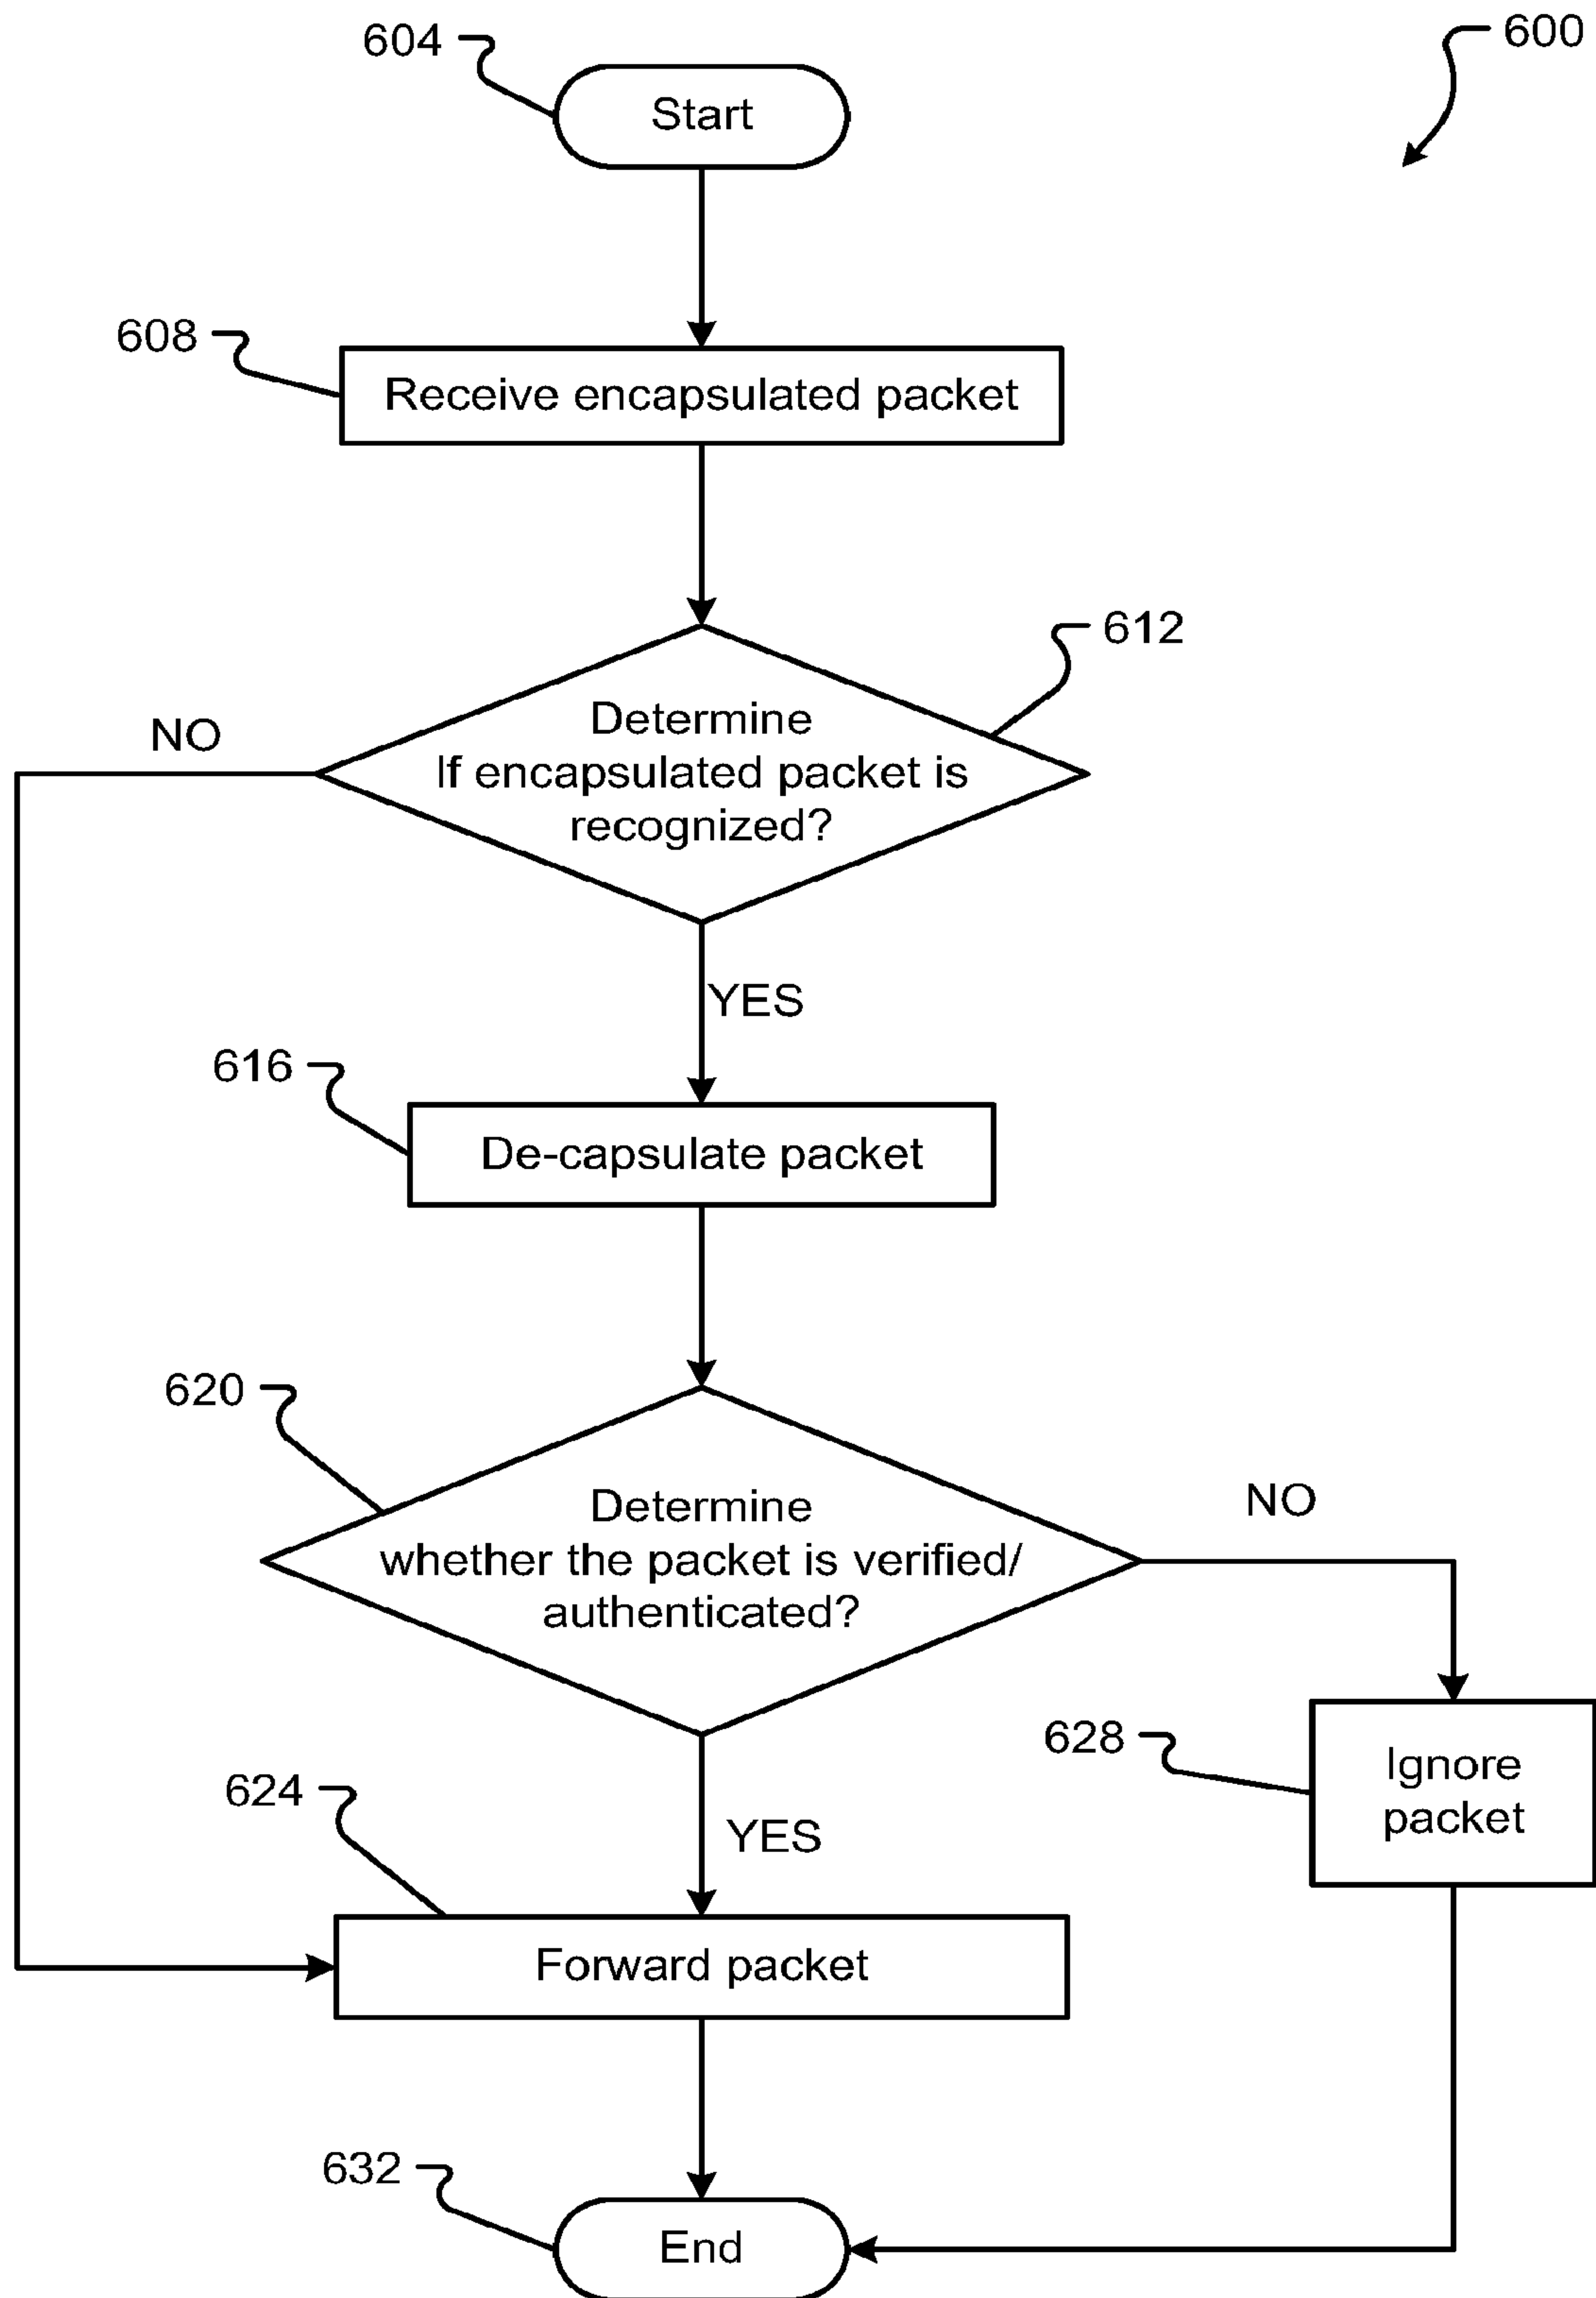 604
Start
600
608
Receive encapsulated packet
612
Determine
If encapsulated packet is
recognized?
NO
YES
616
De-capsulate packet
620
Determine
whether the packet is verified/
authenticated?
NO
628
Ignore
packet
624
YES
Forward packet
632
End